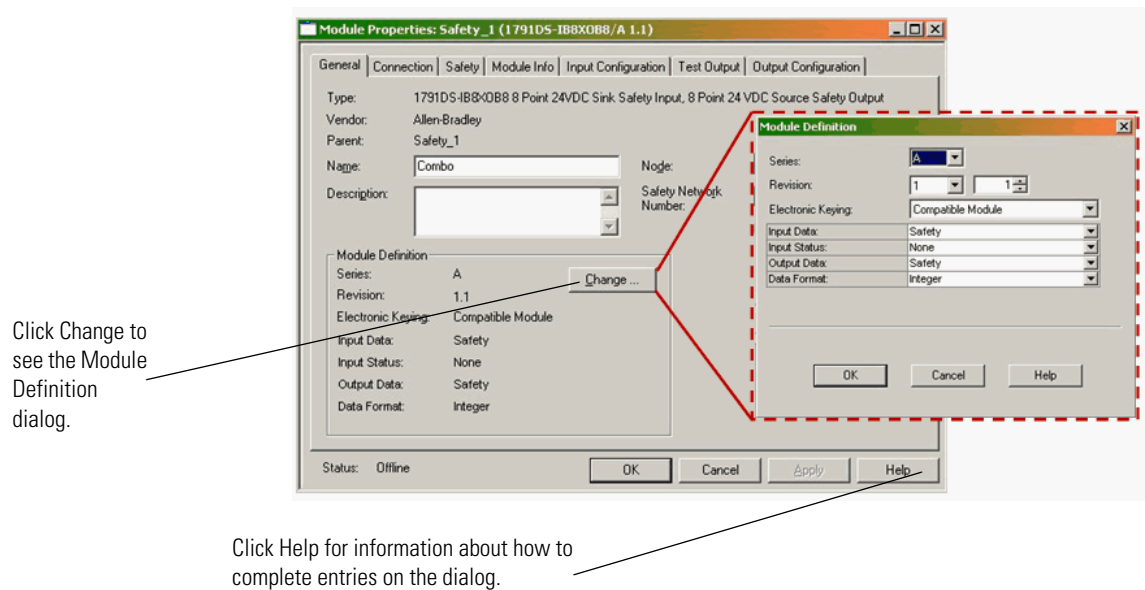 Module Properties: Safety_1 (1791DS-IB8XOB8/A 1.1)
General Connection Safety Module Info Input Configuration Test Output Output Configuration
Type: 1791DS-IB8XOB8 8 Point 24VDC Sink Safety Input, 8 Point 24 VDC Source Safety Output
Vendor: Allen-Bradley
Parent: Safety_1
Name: Combo
Node:
Description:
Safety Network
Number:
Module Definition
Series: A
Change ...
Revision: 1.1
Electronic Keying: Compatible Module
Input Data: Safety
Input Status: None
Output Data: Safety
Data Format: Integer
Status: Offline
OK Cancel Apply Help
Module Definition
Series: A
Revision: 1 1
Electronic Keying: Compatible Module
Input Data: Safety
Input Status: None
Output Data: Safety
Data Format: Integer
OK Cancel Help
Click Change to
see the Module
Definition
dialog.
Click Help for information about how to
complete entries on the dialog.